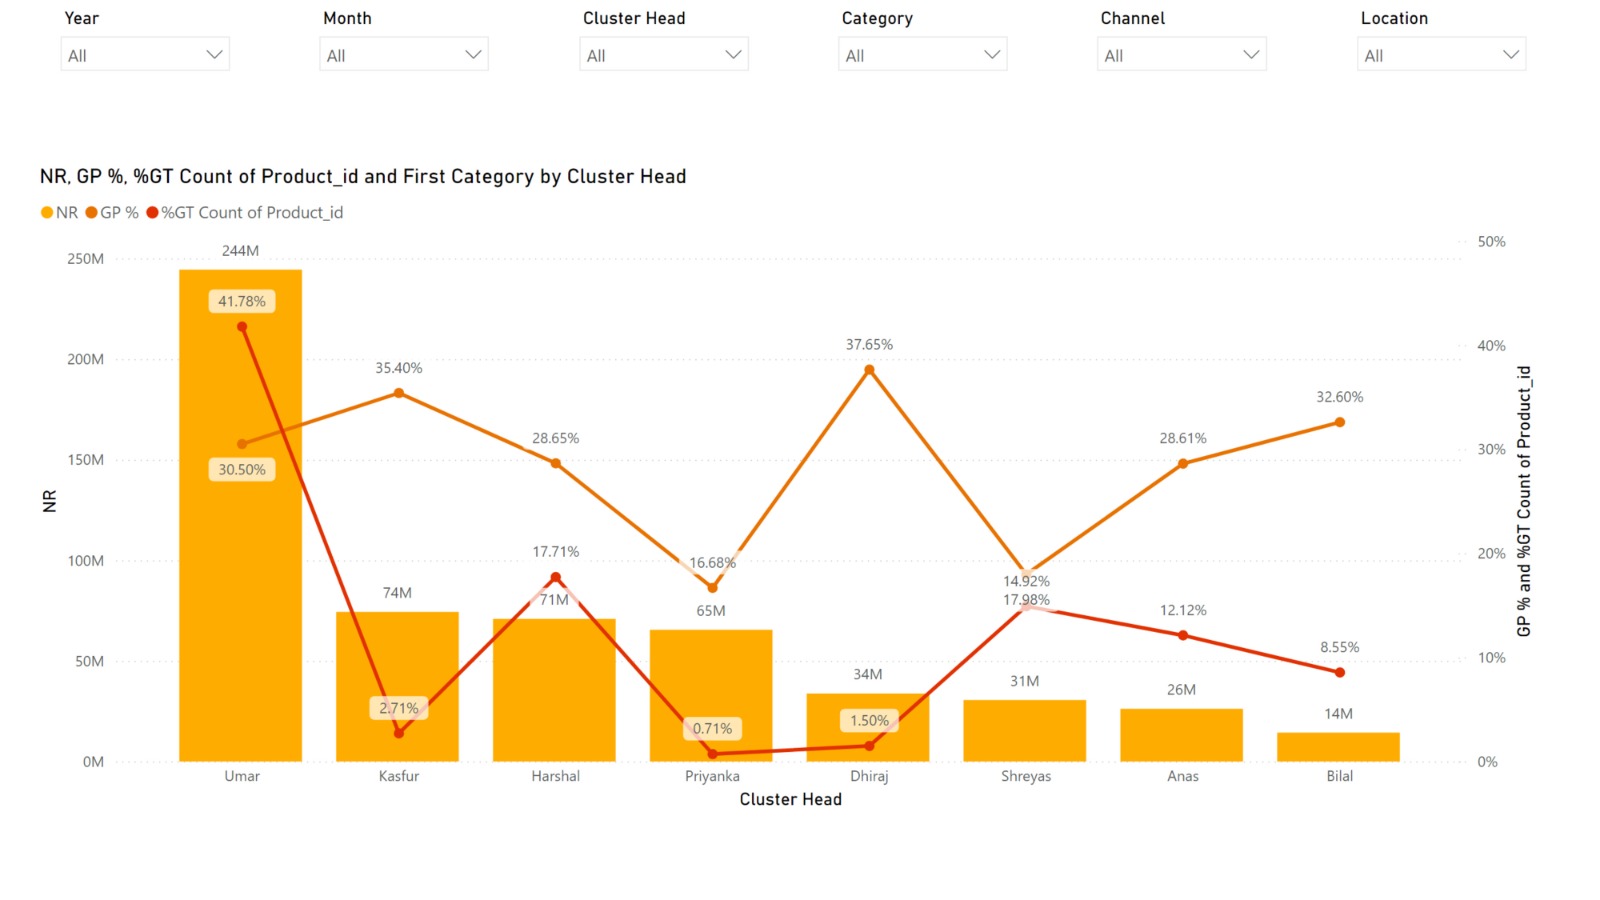 Year Month Cluster Head Category Channel Location
All All All All All All
NR, GP %, %GT Count of Product_id and First Category by Cluster Head
NR GP % %GT Count of Product_id
250M
200M
150M
100M
50M
0M
NR
244M
41.78%
30.50%
35.40%
74M
2.71%
28.65%
17.71%
71M
16.68%
65M
0.71%
37.65%
34M
1.50%
14.92%
17.98%
31M
28.61%
12.12%
26M
32.60%
8.55%
14M
50%
40%
30%
20%
10%
0%
GP % and %GT Count of Product_id
Umar Kasfur Harshal Priyanka Dhiraj Shreyas Anas Bilal
Cluster Head